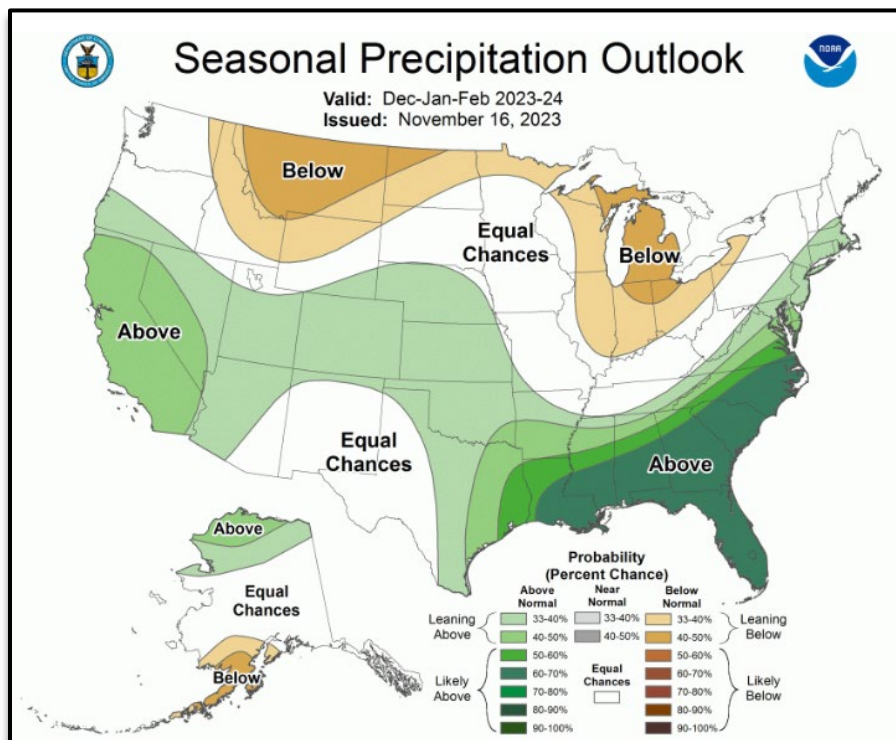 Seasonal Precipitation Outlook
NOAA
Valid: Dec-Jan-Feb 2023-24
Issued: November 16, 2023
Below
Equal
Chances
Below
Above
Equal
Chances
Above
Above
Equal
Chances
Below
Probability
(Percent Chance)
Above
Normal
Near
Normal
Below
Normal
Leaning
Above
33-40%
40-50%
33-40%
40-50%
33-40%
40-50%
Leaning
Below
Likely
Above
50-60%
60-70%
70-80%
80-90%
90-100%
Equal
Chances
50-60%
60-70%
70-80%
80-90%
90-100%
Likely
Below